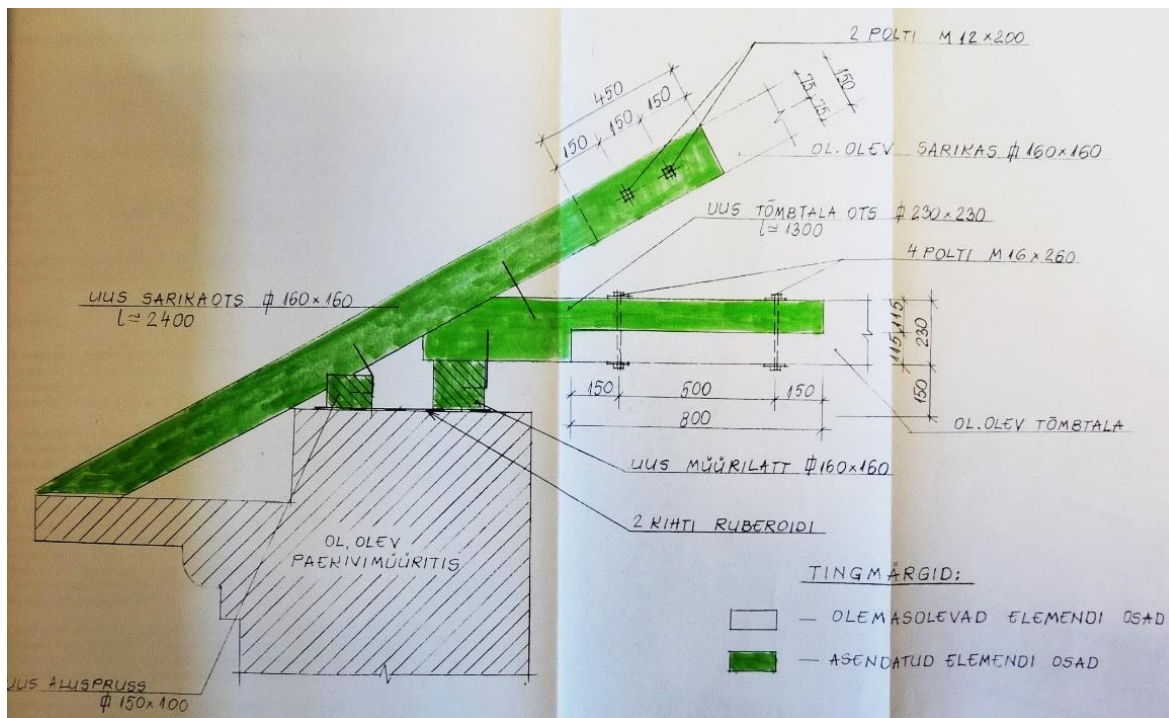 2 POLTI M12×200
450
150
150
150
75
75
150
OL.OLEV SARIKAS ⏀ 160×160
UUS TÕMBTALA OTS ⏀ 230×230
l≈1300
4 POLTI M16×260
UUS SARIKAOTS ⏀ 160×160
l≈2400
115
115
230
150
150
500
150
800
OL.OLEV TÕMBTALA
UUS MÜÜRILATT ⏀160×160
2 KIHTI RUBEROIDI
OL.OLEV
PAEKIVIMÜÜRITIS
TINGMÄRGID:
— OLEMASOLEVAD ELEMENDI OSAD
— ASENDATUD ELEMENDI OSAD
UUS ALUSPRUSS
⏀ 150×100